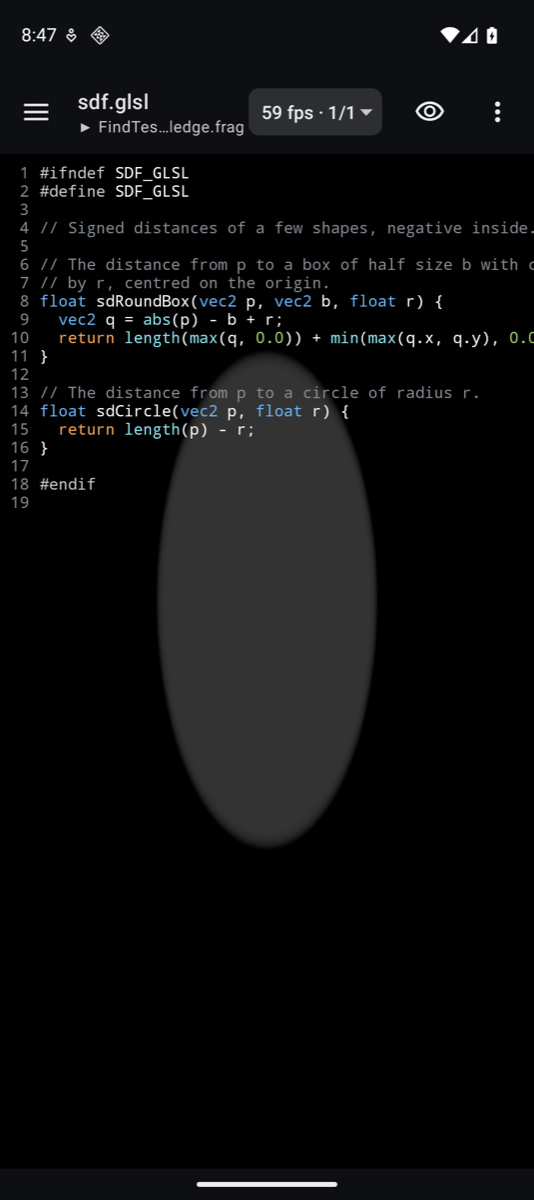 8:47
sdf.glsl
▶ FindTes…ledge.frag
59 fps · 1/1
1 #ifndef SDF_GLSL
2 #define SDF_GLSL
3
4 // Signed distances of a few shapes, negative inside.
5
6 // The distance from p to a box of half size b with
7 // by r, centred on the origin.
8 float sdRoundBox(vec2 p, vec2 b, float r) {
9   vec2 q = abs(p) - b + r;
10   return length(max(q, 0.0)) + min(max(q.x, q.y), 0.0
11 }
12
13 // The distance from p to a circle of radius r.
14 float sdCircle(vec2 p, float r) {
15   return length(p) - r;
16 }
17
18 #endif
19